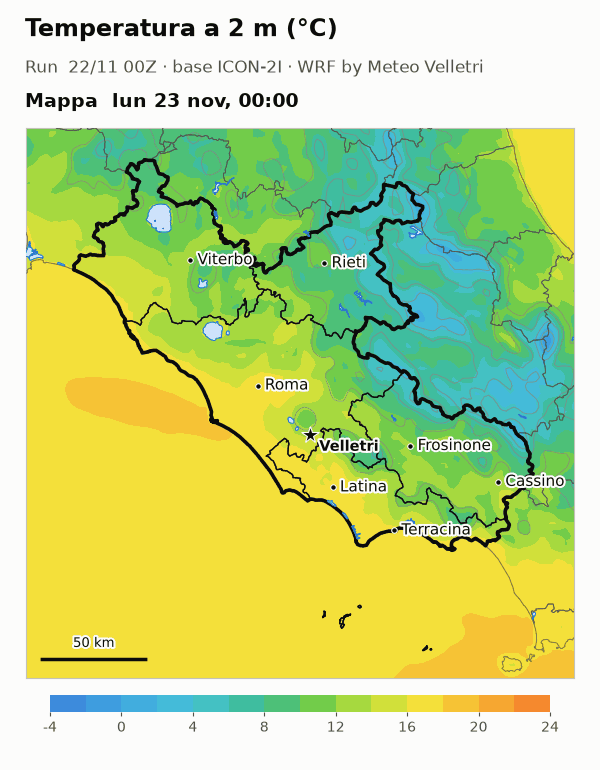 Temperatura a 2 m (°C)
Run  22/11 00Z · base ICON-2I · WRF by Meteo Velletri
Mappa  lun 23 nov, 00:00
Viterbo
Rieti
Roma
Velletri
Frosinone
Latina
Cassino
Terracina
50 km
-4 0 4 8 12 16 20 24